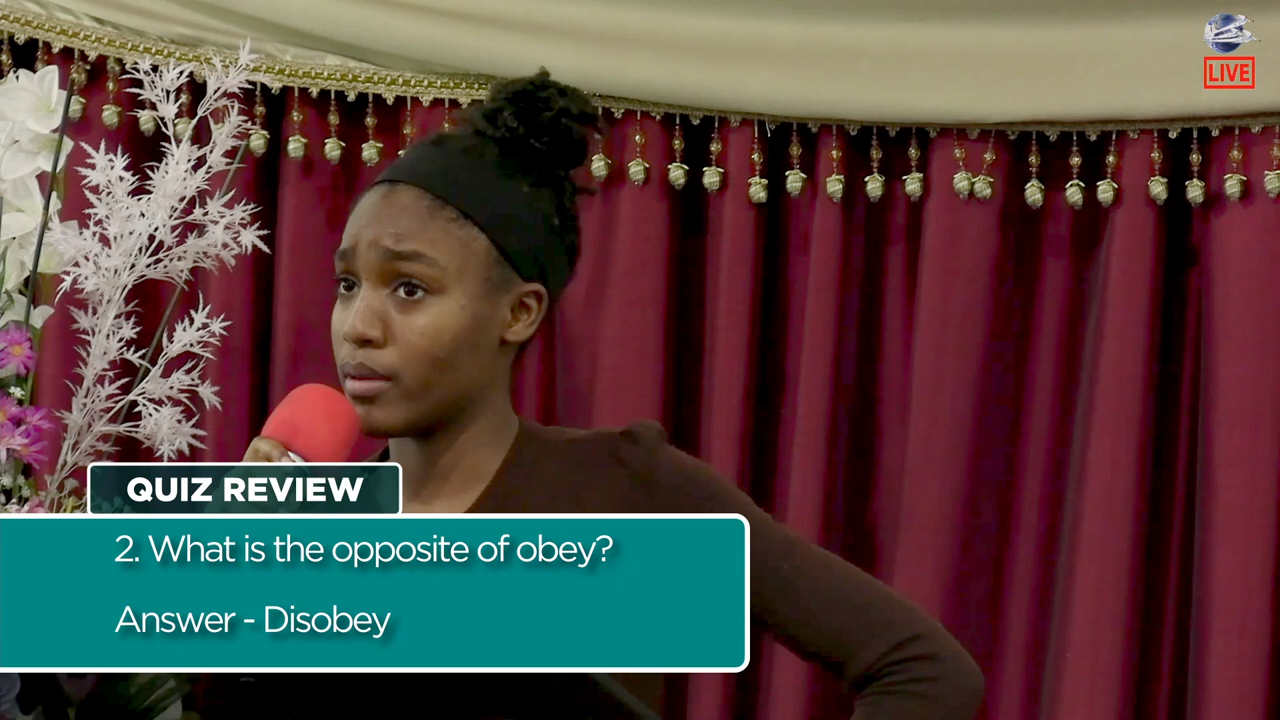 LIVE
QUIZ REVIEW
2. What is the opposite of obey?
Answer - Disobey